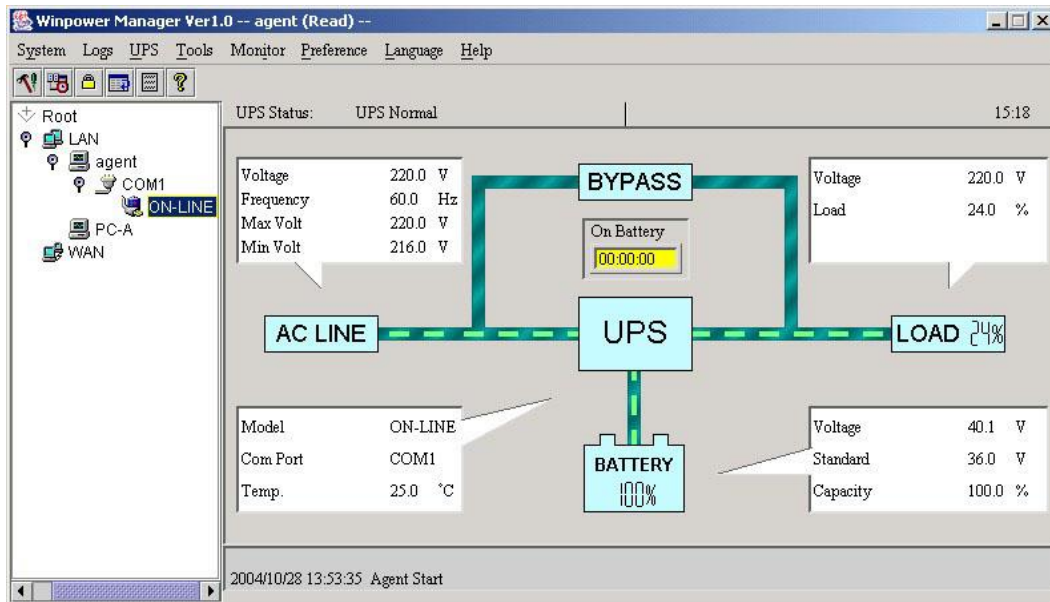 Winpower Manager Ver1.0 -- agent (Read) --
System Logs UPS Tools Monitor Preference Language Help
Root
LAN
agent
COM1
ON-LINE
PC-A
WAN
UPS Status: UPS Normal 15:18
Voltage 220.0 V
Frequency 60.0 Hz
Max Volt 220.0 V
Min Volt 216.0 V
BYPASS
On Battery
00:00:00
Voltage 220.0 V
Load 24.0 %
AC LINE
UPS
LOAD 24%
Model ON-LINE
Com Port COM1
Temp. 25.0 °C
BATTERY
100%
Voltage 40.1 V
Standard 36.0 V
Capacity 100.0 %
2004/10/28 13:53:35 Agent Start